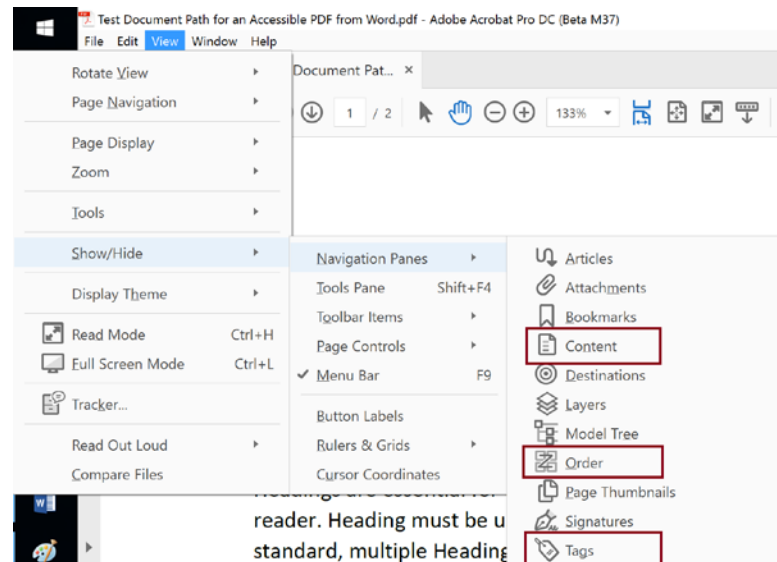 Test Document Path for an Accessible PDF from Word.pdf - Adobe Acrobat Pro DC (Beta M37)
File Edit View Window Help
Document Pat... ×
1 / 2 133%
Rotate View
Page Navigation
Page Display
Zoom
Tools
Show/Hide
Display Theme
Read Mode Ctrl+H
Full Screen Mode Ctrl+L
Tracker...
Read Out Loud
Compare Files
Navigation Panes
Tools Pane Shift+F4
Toolbar Items
Page Controls
Menu Bar F9
Button Labels
Rulers & Grids
Cursor Coordinates
Articles
Attachments
Bookmarks
Content
Destinations
Layers
Model Tree
Order
Page Thumbnails
Signatures
Tags
Headings are essential for
reader. Heading must be u
standard, multiple Heading